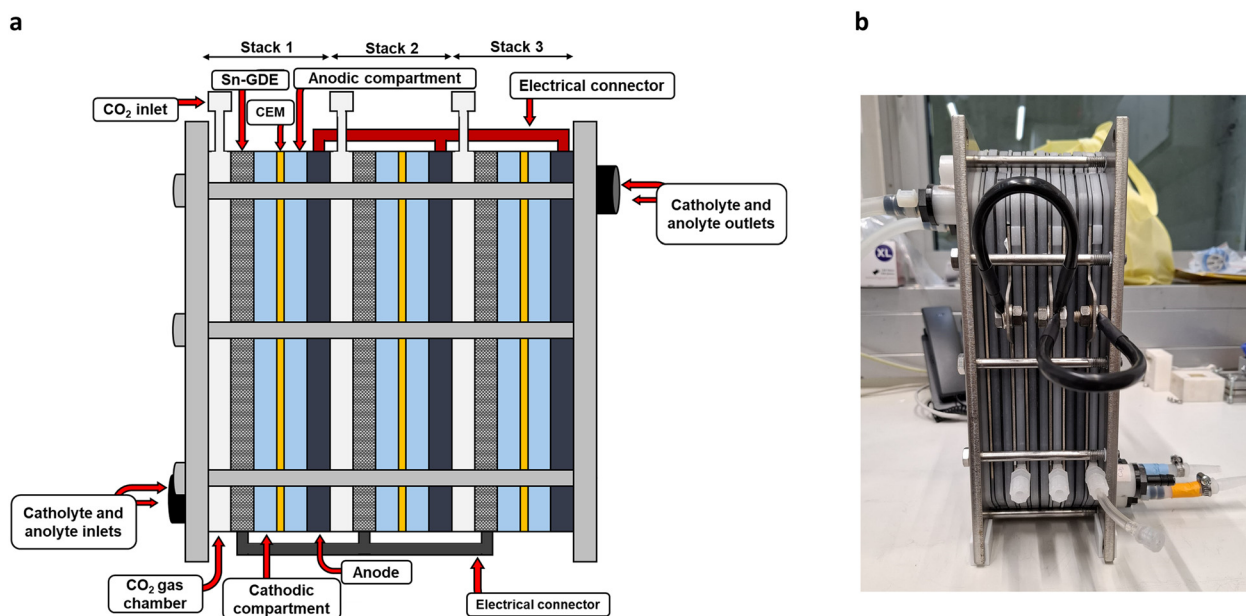 a
b
Stack 1
Stack 2
Stack 3
Sn-GDE
Anodic compartment
Electrical connector
CO₂ inlet
CEM
Catholyte and
anolyte outlets
Catholyte and
anolyte inlets
CO₂ gas
chamber
Cathodic
compartment
Anode
Electrical connector
XL